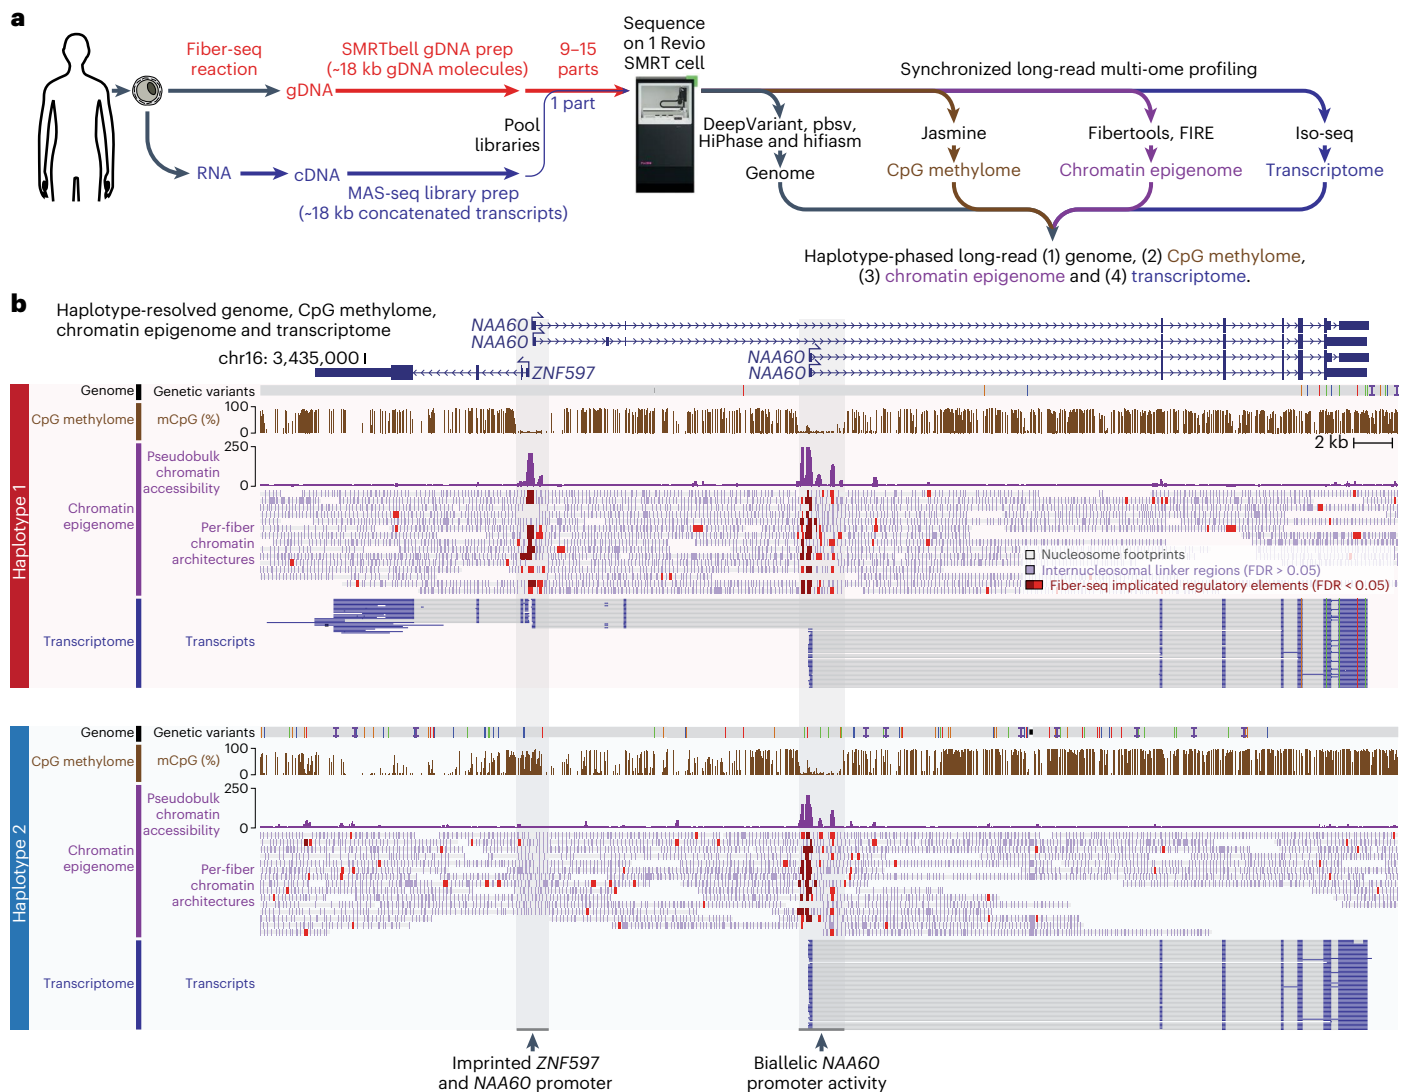 a
Fiber-seq
reaction
gDNA
SMRTbell gDNA prep
(~18 kb gDNA molecules)
9–15
parts
1 part
Pool
libraries
RNA
cDNA
MAS-seq library prep
(~18 kb concatenated transcripts)
Sequence
on 1 Revio
SMRT cell
Synchronized long-read multi-ome profiling
DeepVariant, pbsv,
HiPhase and hifiasm
Genome
Jasmine
CpG methylome
Fibertools, FIRE
Chromatin epigenome
Iso-seq
Transcriptome
Haplotype-phased long-read (1) genome, (2) CpG methylome,
(3) chromatin epigenome and (4) transcriptome.
b
Haplotype-resolved genome, CpG methylome,
chromatin epigenome and transcriptome
chr16: 3,435,000
NAA60
NAA60
NAA60
NAA60
ZNF597
Haplotype 1
Genome
Genetic variants
CpG methylome
mCpG (%)
100
0
2 kb
Chromatin
epigenome
Pseudobulk
chromatin
accessibility
250
0
Per-fiber
chromatin
architectures
Nucleosome footprints
Internucleosomal linker regions (FDR > 0.05)
Fiber-seq implicated regulatory elements (FDR < 0.05)
Transcriptome
Transcripts
Haplotype 2
Genome
Genetic variants
CpG methylome
mCpG (%)
100
0
Chromatin
epigenome
Pseudobulk
chromatin
accessibility
250
0
Per-fiber
chromatin
architectures
Transcriptome
Transcripts
Imprinted ZNF597
and NAA60 promoter
Biallelic NAA60
promoter activity